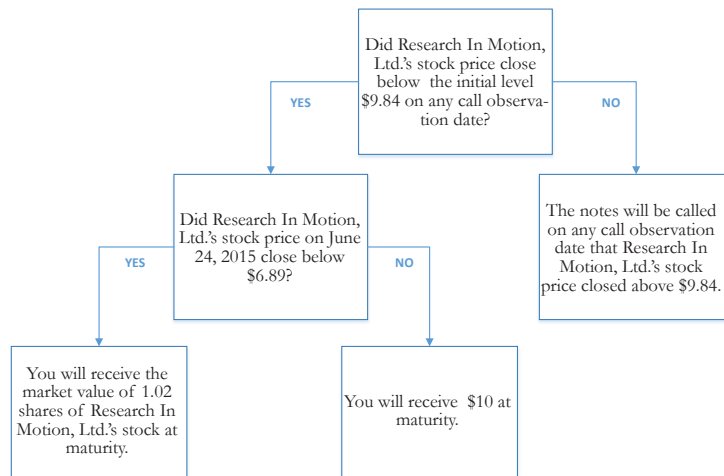 Did Research In Motion,
Ltd.'s stock price close
below the initial level
$9.84 on any call observa-
tion date?
YES
NO
Did Research In Motion,
Ltd.'s stock price on June
24, 2015 close below
$6.89?
The notes will be called
on any call observation
date that Research In
Motion, Ltd.'s stock
price closed above $9.84.
YES
NO
You will receive the
market value of 1.02
shares of Research In
Motion, Ltd.'s stock at
maturity.
You will receive $10 at
maturity.